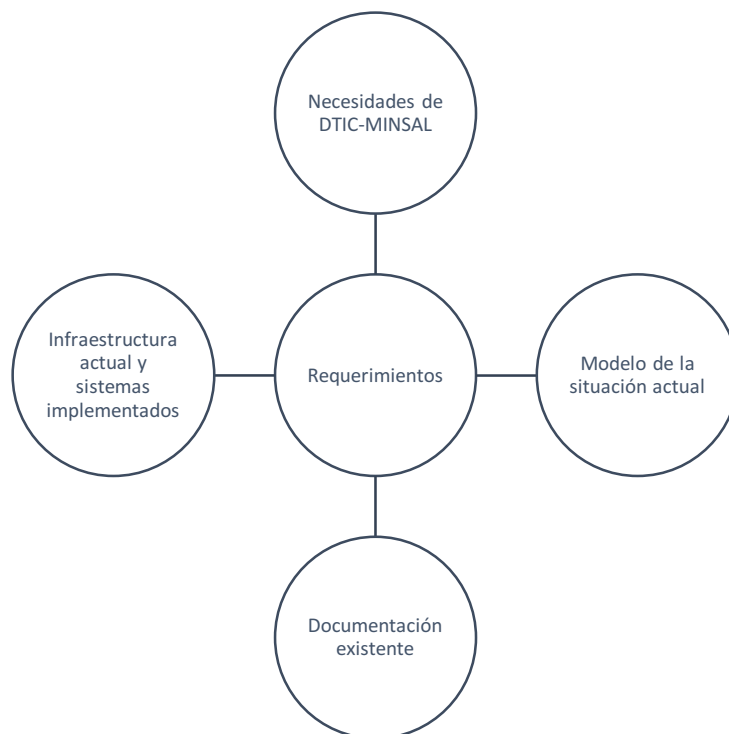 Necesidades de
DTIC-MINSAL
Infraestructura
actual y
sistemas
implementados
Requerimientos
Modelo de la
situación actual
Documentación
existente